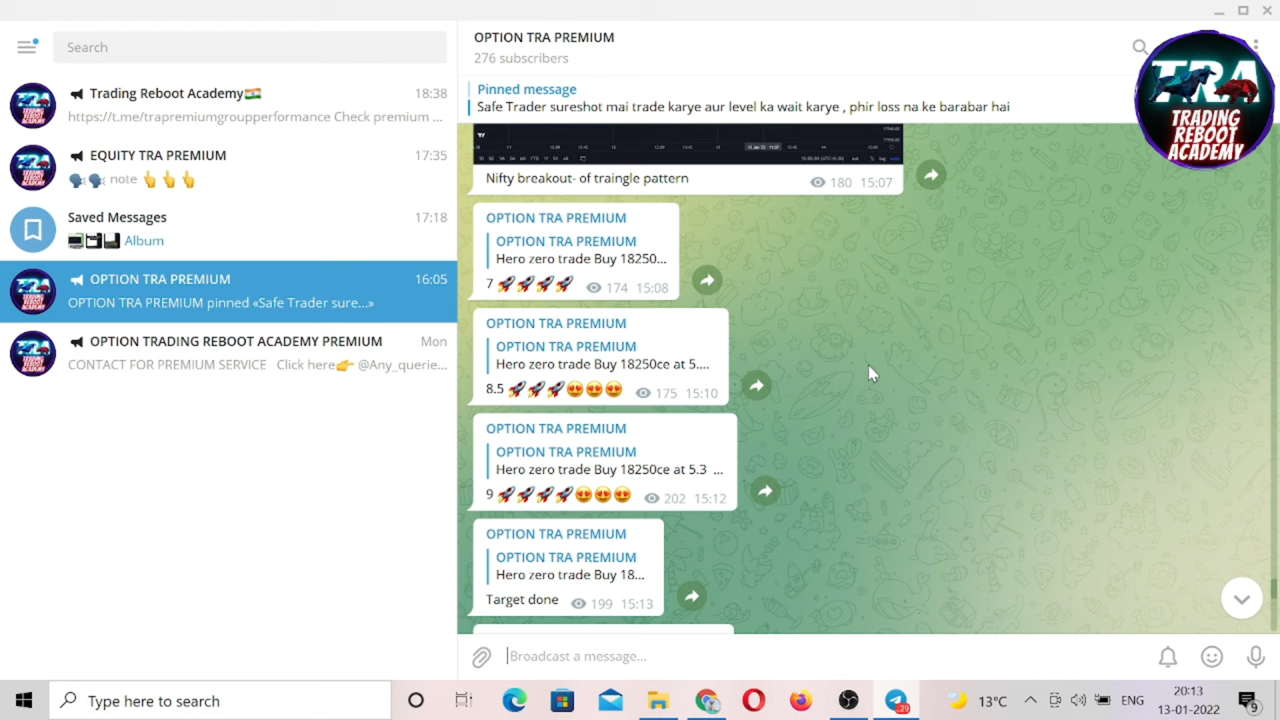 Search
Trading Reboot Academy🇮🇳 18:38
https://t.me/trapremiumgroupperformance Check premium ...
EQUITY TRA PREMIUM 17:35
ote 👆👆👆
Saved Messages 17:18
Album
OPTION TRA PREMIUM 16:05
OPTION TRA PREMIUM pinned «Safe Trader sure...»
OPTION TRADING REBOOT ACADEMY PREMIUM Mon
CONTACT FOR PREMIUM SERVICE Click here👉 @Any_querie...
OPTION TRA PREMIUM
276 subscribers
Pinned message
Safe Trader sureshot mai trade karye aur level ka wait karye , phir loss na ke barabar hai
Nifty breakout- of traingle pattern 180 15:07
OPTION TRA PREMIUM
OPTION TRA PREMIUM
Hero zero trade Buy 18250...
7 🚀🚀🚀🚀 174 15:08
OPTION TRA PREMIUM
OPTION TRA PREMIUM
Hero zero trade Buy 18250ce at 5....
8.5 🚀🚀🚀😍😍😍 175 15:10
OPTION TRA PREMIUM
OPTION TRA PREMIUM
Hero zero trade Buy 18250ce at 5.3 ...
9 🚀🚀🚀🚀😍😍😍 202 15:12
OPTION TRA PREMIUM
OPTION TRA PREMIUM
Hero zero trade Buy 18...
Target done 199 15:13
Broadcast a message...
TRA
TRADING
REBOOT
ACADEMY
Type here to search
29
13°C
ENG
20:13
13-01-2022
9